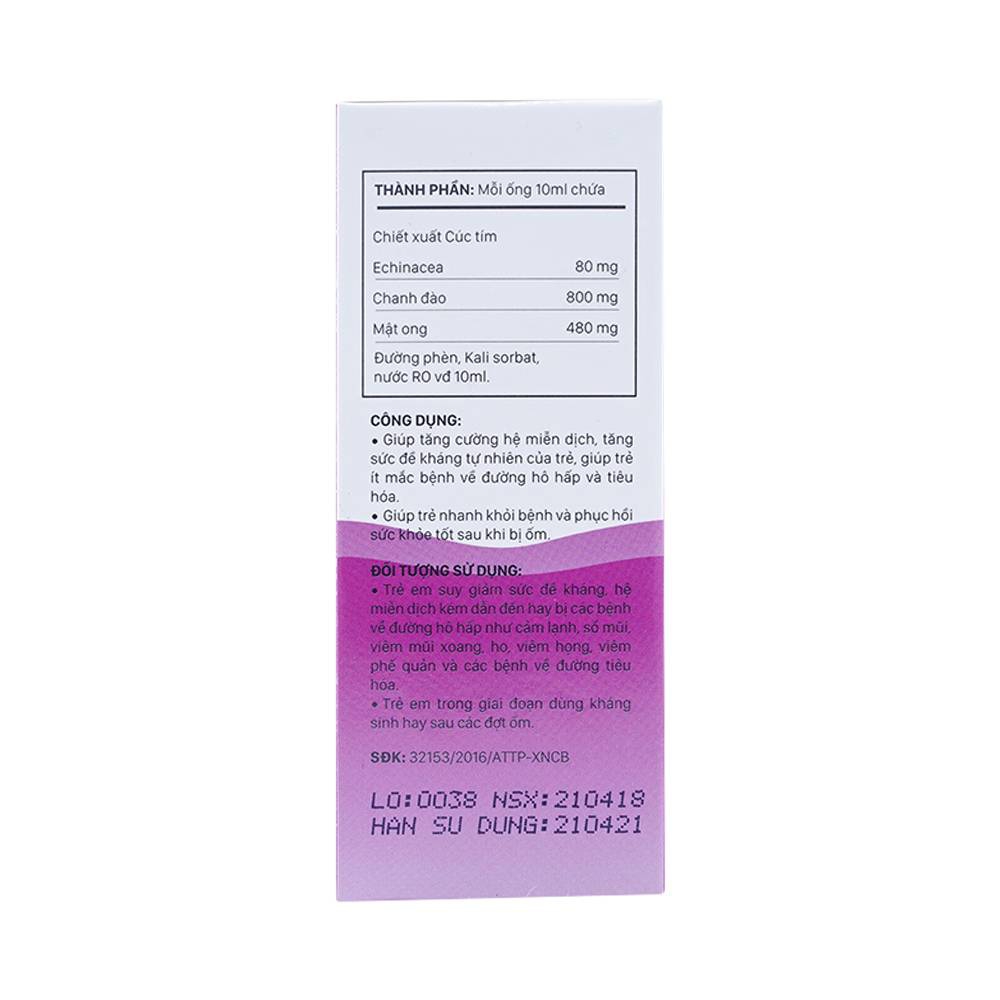 THÀNH PHẦN: Mỗi ống 10ml chứa
Chiết xuất Cúc tím
Echinacea 80 mg
Chanh đào 800 mg
Mật ong 480 mg
Đường phèn, Kali sorbat,
nước RO vđ 10ml.
CÔNG DỤNG:
• Giúp tăng cường hệ miễn dịch, tăng
sức đề kháng tự nhiên của trẻ, giúp trẻ
ít mắc bệnh về đường hô hấp và tiêu
hóa.
• Giúp trẻ nhanh khỏi bệnh và phục hồi
sức khỏe tốt sau khi bị ốm.
ĐỐI TƯỢNG SỬ DỤNG:
• Trẻ em suy giảm sức đề kháng, hệ
miễn dịch kém dẫn đến hay bị các bệnh
về đường hô hấp như cảm lạnh, sổ mũi,
viêm mũi xoang, ho, viêm họng, viêm
phế quản và các bệnh về đường tiêu
hóa.
• Trẻ em trong giai đoạn dùng kháng
sinh hay sau các đợt ốm.
SĐK: 32153/2016/ATTP-XNCB
LO:0038 NSX:210418
HAN SU DUNG:210421